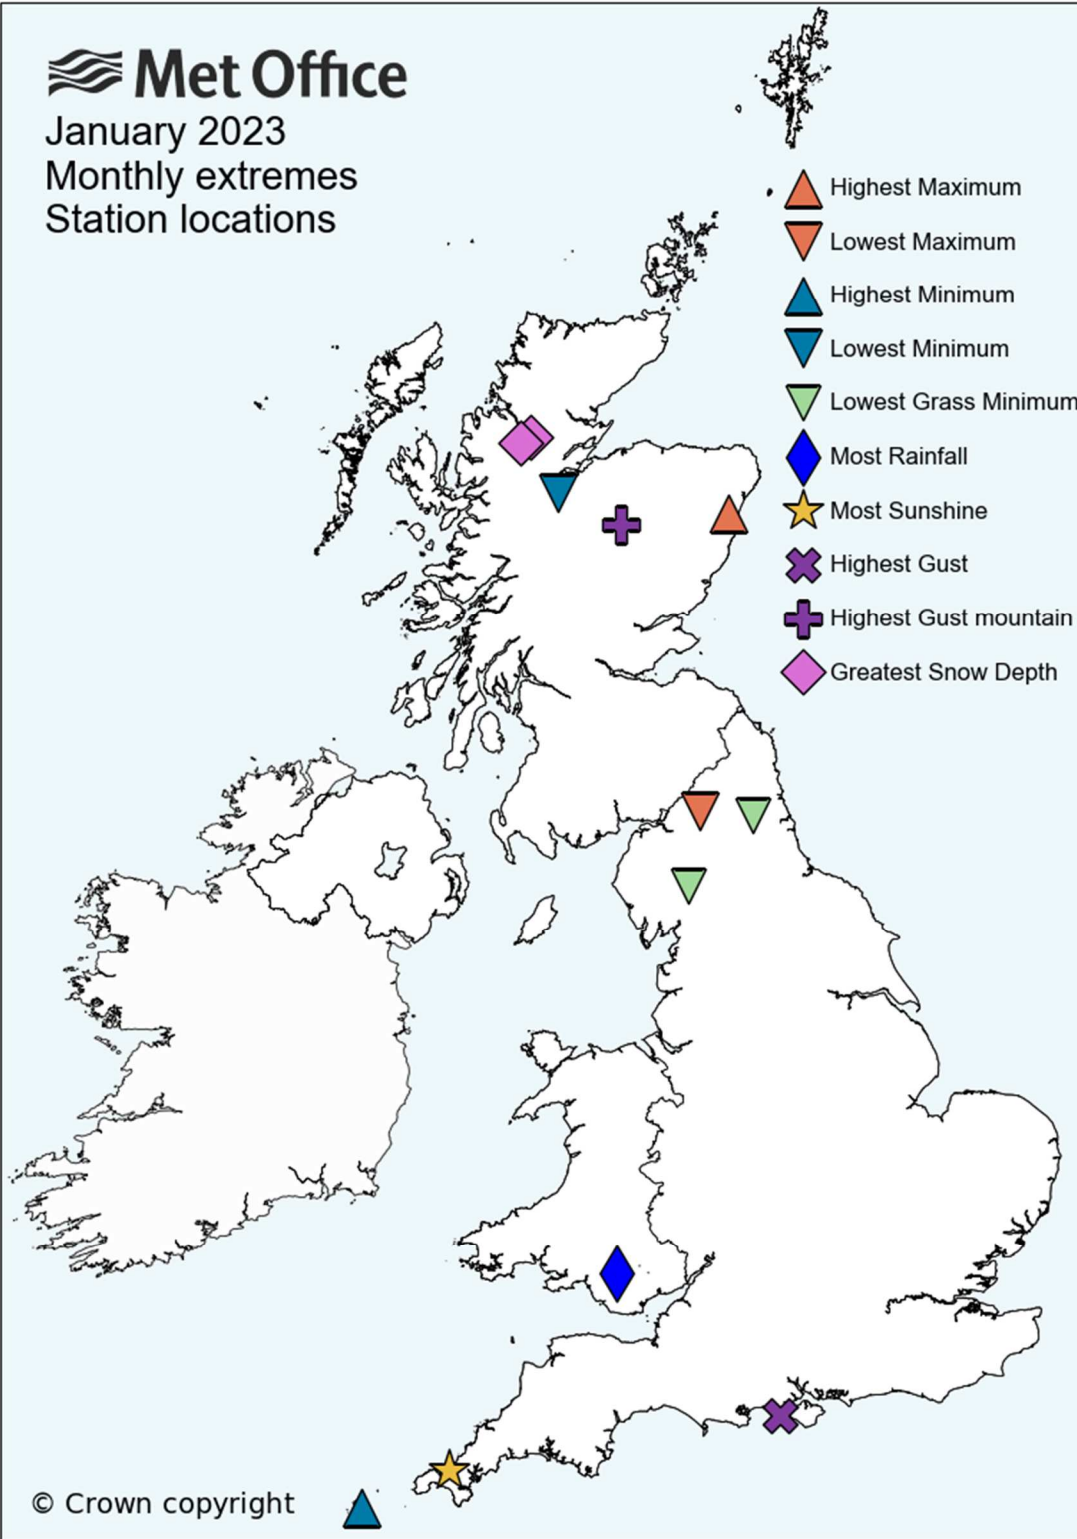 Met Office
January 2023
Monthly extremes
Station locations
Highest Maximum
Lowest Maximum
Highest Minimum
Lowest Minimum
Lowest Grass Minimum
Most Rainfall
Most Sunshine
Highest Gust
Highest Gust mountain
Greatest Snow Depth
© Crown copyright